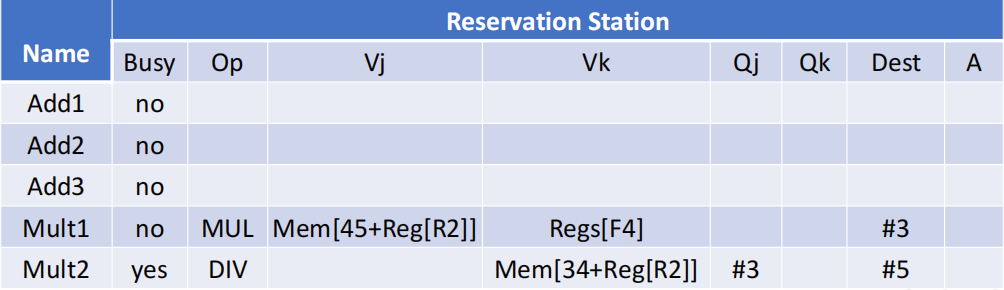 Reservation Station
Name Busy Op Vj Vk Qj Qk Dest A
Add1 no
Add2 no
Add3 no
Mult1 no MUL Mem[45+Reg[R2]] Regs[F4] #3
Mult2 yes DIV Mem[34+Reg[R2]] #3 #5